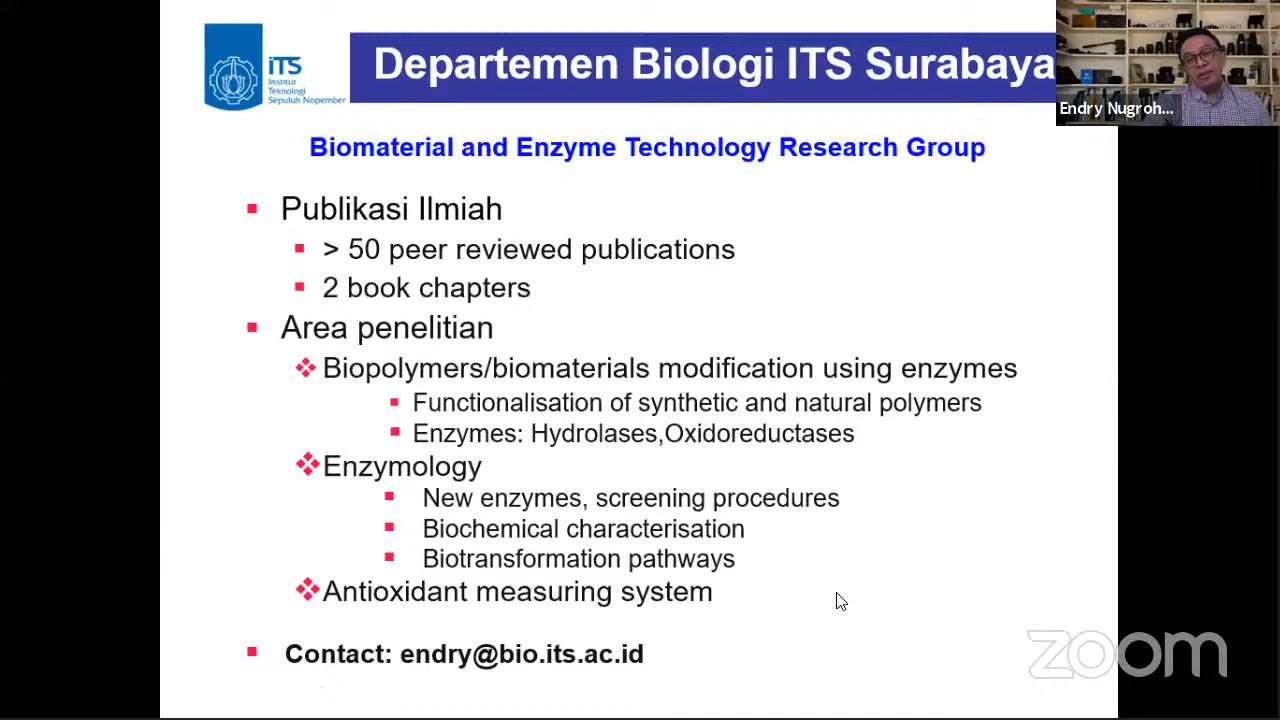 ITS
Institut
Teknologi
Sepuluh Nopember
Departemen Biologi ITS Surabaya
Endry Nugroh...
Biomaterial and Enzyme Technology Research Group
Publikasi Ilmiah
> 50 peer reviewed publications
2 book chapters
Area penelitian
Biopolymers/biomaterials modification using enzymes
Functionalisation of synthetic and natural polymers
Enzymes: Hydrolases,Oxidoreductases
Enzymology
New enzymes, screening procedures
Biochemical characterisation
Biotransformation pathways
Antioxidant measuring system
Contact: endry@bio.its.ac.id
zoom